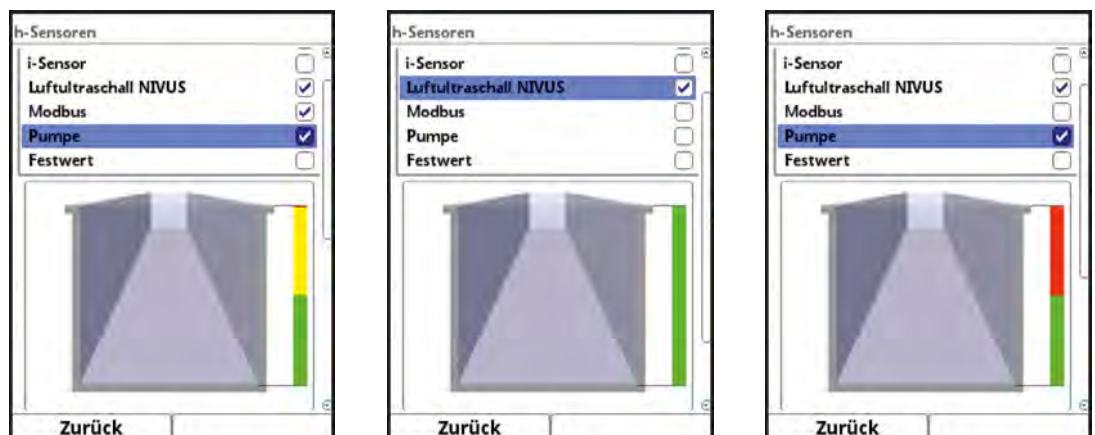 h-Sensoren
i-Sensor
Luftultraschall NIVUS
Modbus
Pumpe
Festwert
Zurück
h-Sensoren
i-Sensor
Luftultraschall NIVUS
Modbus
Pumpe
Festwert
Zurück
h-Sensoren
i-Sensor
Luftultraschall NIVUS
Modbus
Pumpe
Festwert
Zurück